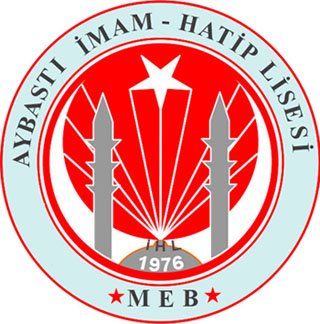 AYBASTI İMAM - HATİP LİSESİ
İHL
1976
MEB